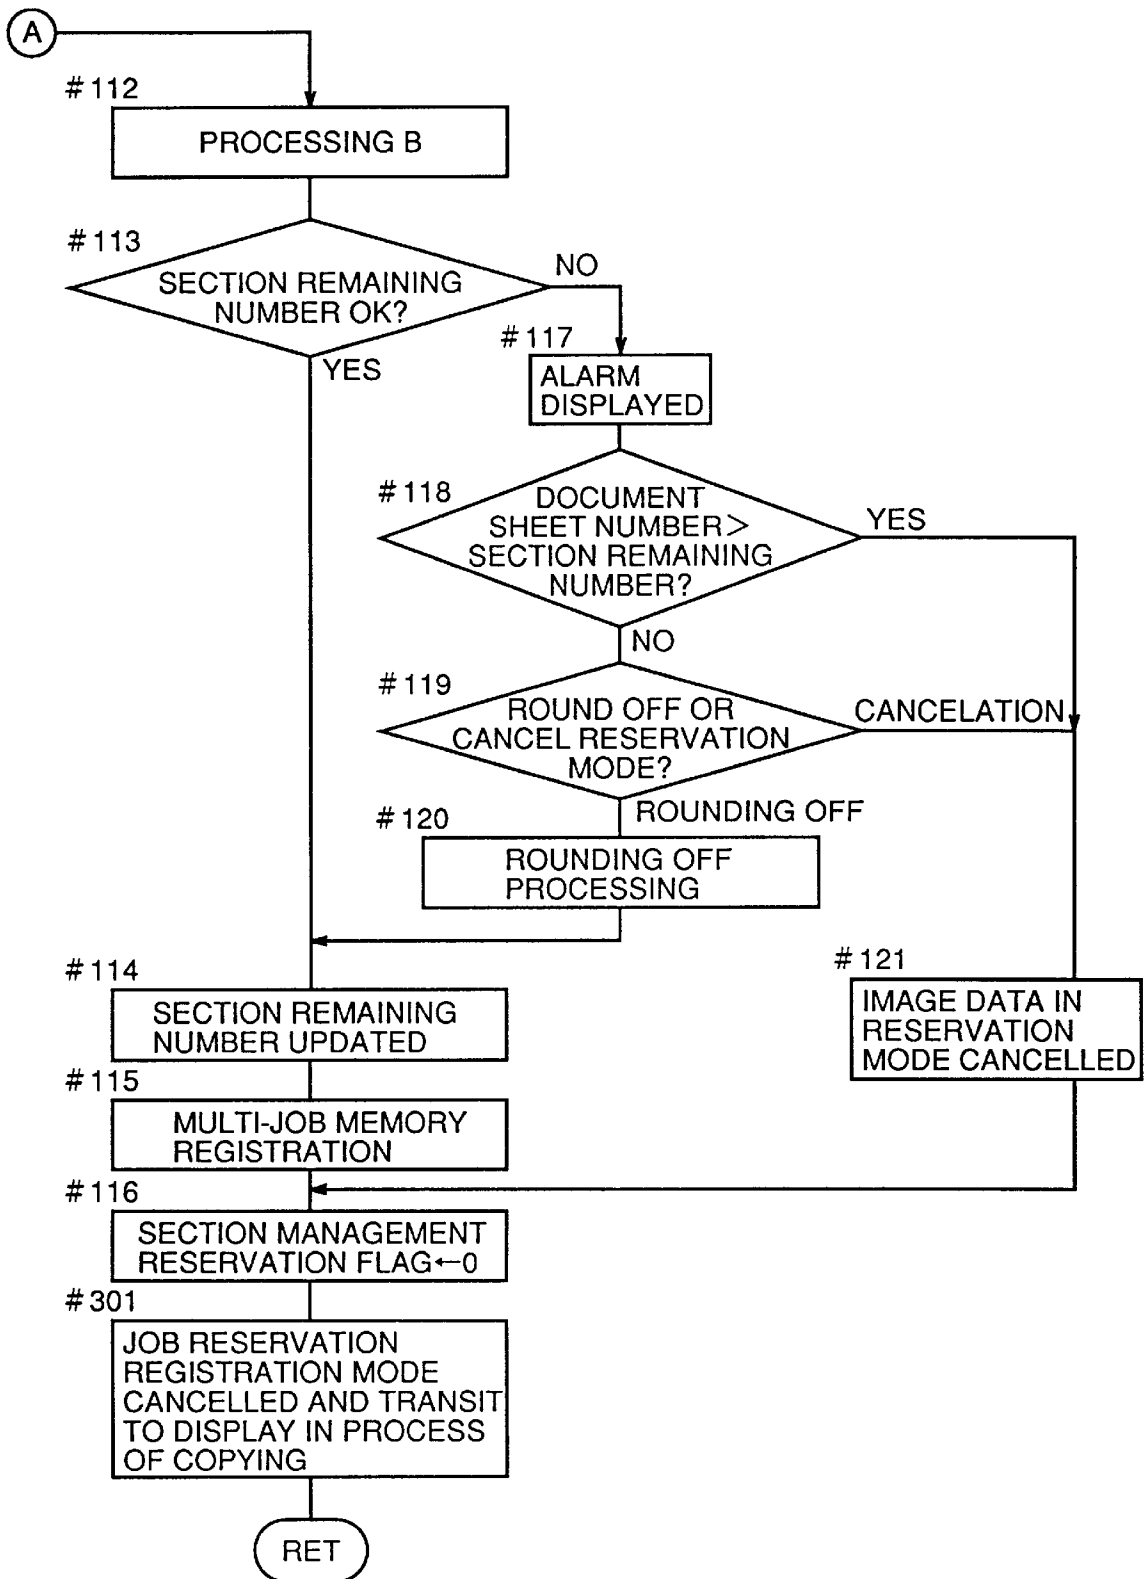 A
#112
PROCESSING B
#113
SECTION REMAINING
NUMBER OK?
NO
YES
#117
ALARM
DISPLAYED
#118
DOCUMENT
SHEET NUMBER>
SECTION REMAINING
NUMBER?
YES
NO
#119
ROUND OFF OR
CANCEL RESERVATION
MODE?
CANCELATION
ROUNDING OFF
#120
ROUNDING OFF
PROCESSING
#114
SECTION REMAINING
NUMBER UPDATED
#121
IMAGE DATA IN
RESERVATION
MODE CANCELLED
#115
MULTI-JOB MEMORY
REGISTRATION
#116
SECTION MANAGEMENT
RESERVATION FLAG←0
#301
JOB RESERVATION
REGISTRATION MODE
CANCELLED AND TRANSIT
TO DISPLAY IN PROCESS
OF COPYING
RET